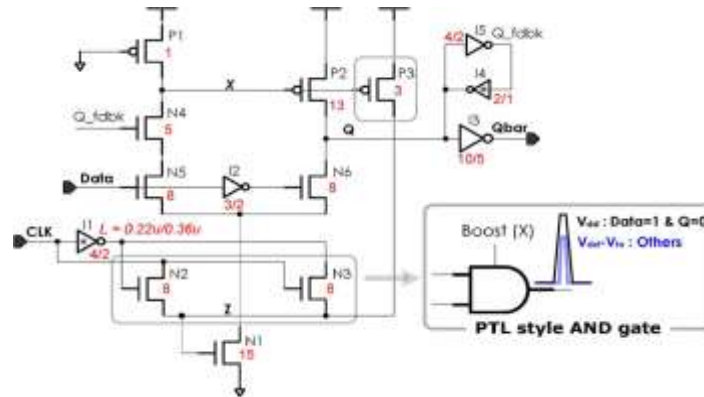 P1
1
X
P2
13
P3
3
4/2
I5
Q_fdbk
I4
2/1
Q_fdbk
N4
5
Q
I3
10/5
Qbar
Data
N5
8
I2
3/2
N6
8
CLK
I1
4/2
L = 0.22u/0.36u
N2
8
N3
8
Z
N1
15
Boost (X)
Vdd : Data=1 & Q=0
Vdd-Vtn : Others
PTL style AND gate